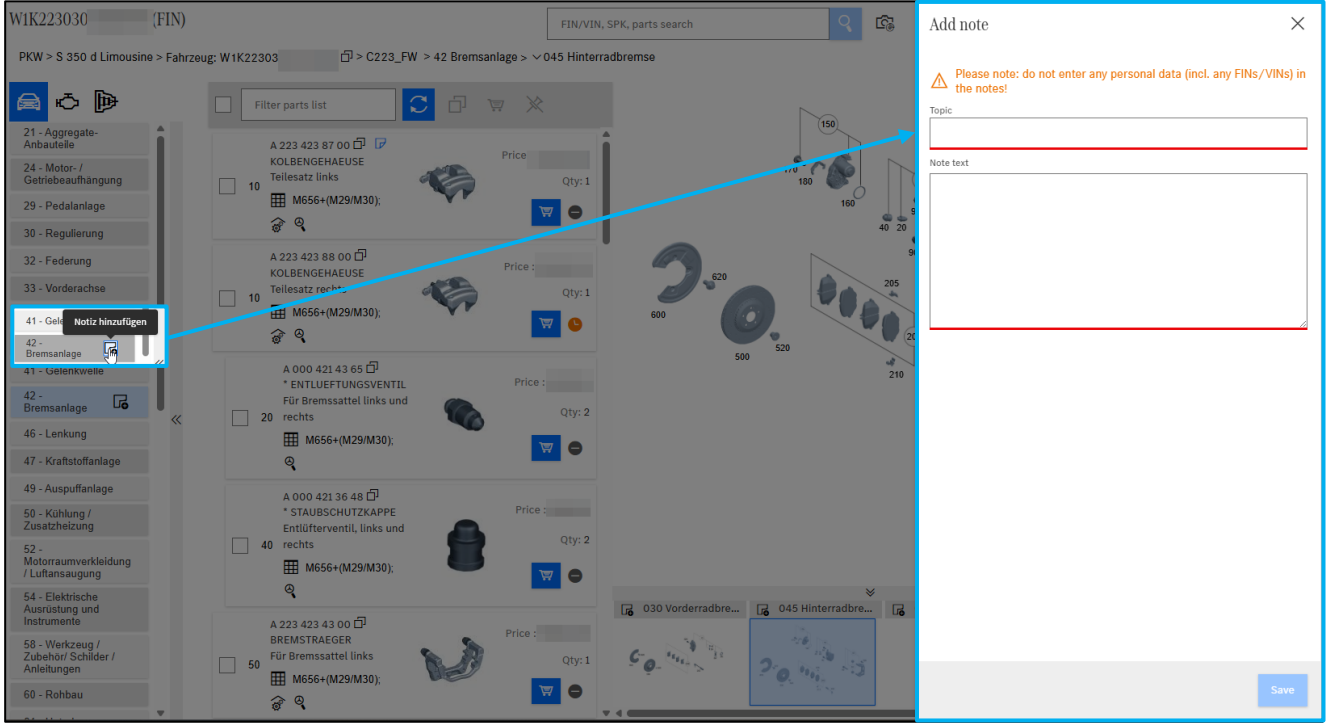 W1K223030 (FIN)
FIN/VIN, SPK, parts search
PKW > S 350 d Limousine > Fahrzeug: W1K22303 > C223_FW > 42 Bremsanlage > 045 Hinterradbremse
21 - Aggregate-
Anbauteile
24 - Motor- /
Getriebeaufhängung
29 - Pedalanlage
30 - Regulierung
32 - Federung
33 - Vorderachse
41 - Gele
Notiz hinzufügen
42 -
Bremsanlage
41 - Gelenkwelle
42 -
Bremsanlage
46 - Lenkung
47 - Kraftstoffanlage
49 - Auspuffanlage
50 - Kühlung /
Zusatzheizung
52 -
Motorraumverkleidung
/ Luftansaugung
54 - Elektrische
Ausrüstung und
Instrumente
58 - Werkzeug /
Zubehör/ Schilder /
Anleitungen
60 - Rohbau
Filter parts list
A 223 423 87 00
KOLBENGEHAEUSE
Teilesatz links
10
M656+(M29/M30);
Price
Qty: 1
A 223 423 88 00
KOLBENGEHAEUSE
Teilesatz rechts
10
M656+(M29/M30);
Price :
Qty: 1
A 000 421 43 65
* ENTLUEFTUNGSVENTIL
Für Bremssattel links und
20 rechts
M656+(M29/M30);
Price :
Qty: 2
A 000 421 36 48
* STAUBSCHUTZKAPPE
Entlüfterventil, links und
40 rechts
M656+(M29/M30);
Price :
Qty: 2
A 223 423 43 00
BREMSTRAEGER
Für Bremssattel links
50
M656+(M29/M30);
Price :
Qty: 1
150
170
180
160
40 20
620
600
205
500
520
210
030 Vorderradbre...
045 Hinterradbre...
Add note
Please note: do not enter any personal data (incl. any FINs/VINs) in
the notes!
Topic
Note text
Save